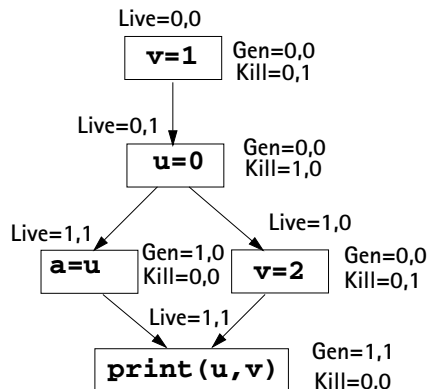 Live=0,0
v=1
Gen=0,0
Kill=0,1
Live=0,1
u=0
Gen=0,0
Kill=1,0
Live=1,1
Live=1,0
a=u
Gen=1,0
Kill=0,0
v=2
Gen=0,0
Kill=0,1
Live=1,1
print(u,v)
Gen=1,1
Kill=0,0